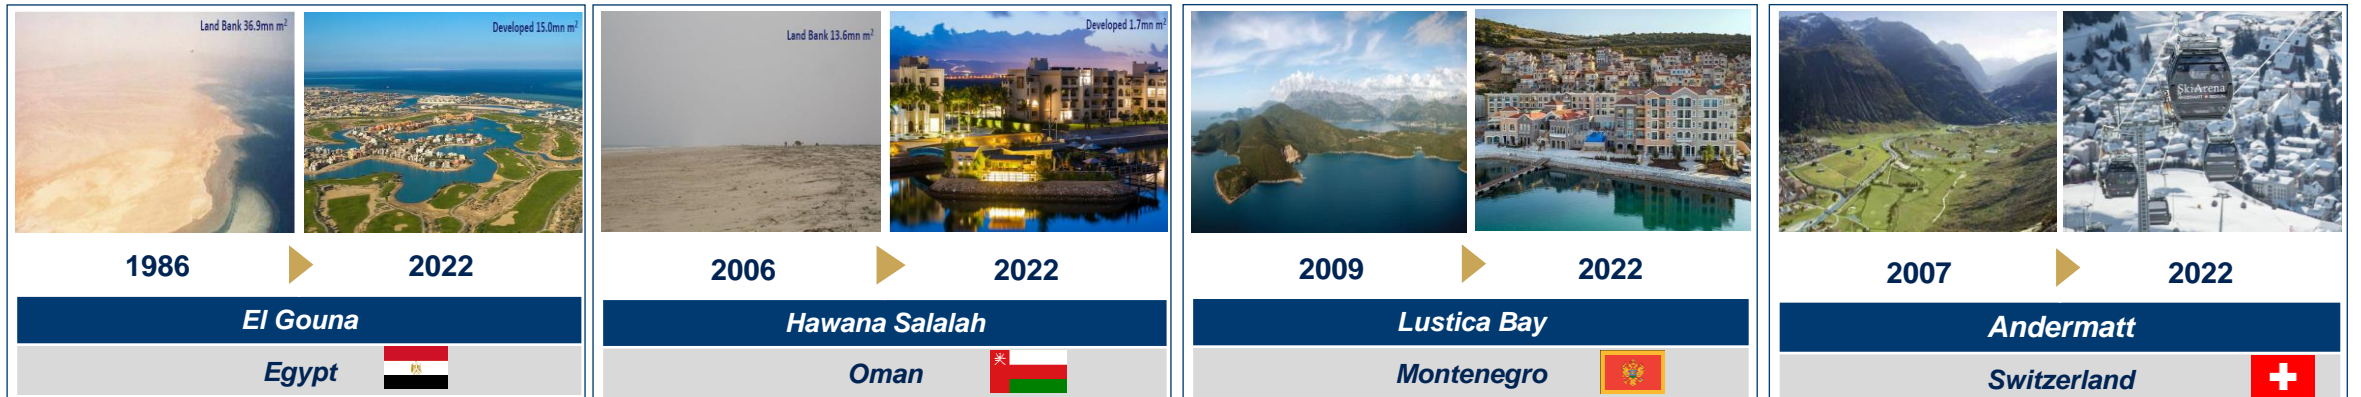 Land Bank 36.9mn m²
Developed 15.0mn m²
1986
2022
El Gouna
Egypt
Land Bank 13.6mn m²
Developed 1.7mn m²
2006
2022
Hawana Salalah
Oman
2009
2022
Lustica Bay
Montenegro
SkiArena
2007
2022
Andermatt
Switzerland